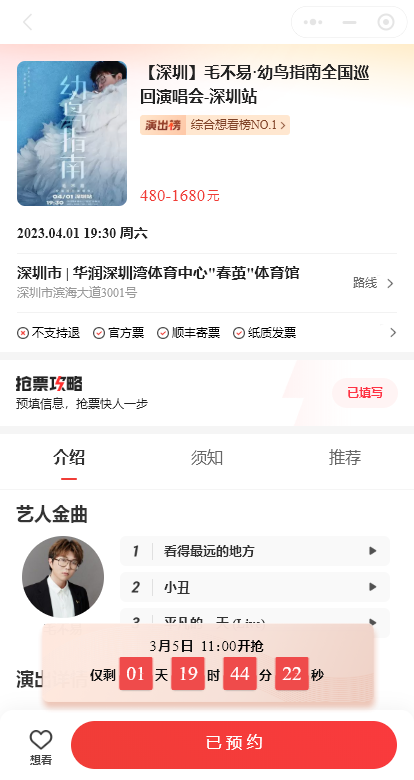 幼鸟指南
04/01
【深圳】毛不易·幼鸟指南全国巡
回演唱会-深圳站
演出榜 综合想看榜NO.1
480-1680元
2023.04.01 19:30 周六
深圳市 | 华润深圳湾体育中心"春茧"体育馆
深圳市滨海大道3001号
路线
不支持退 官方票 顺丰寄票 纸质发票
抢票攻略
预填信息，抢票快人一步
已填写
介绍 须知 推荐
艺人金曲
1 看得最远的地方
2 小丑
3 平凡的一天 (Live)
演出
3月5日 11:00开抢
仅剩 01 天 19 时 44 分 22 秒
想看
已预约